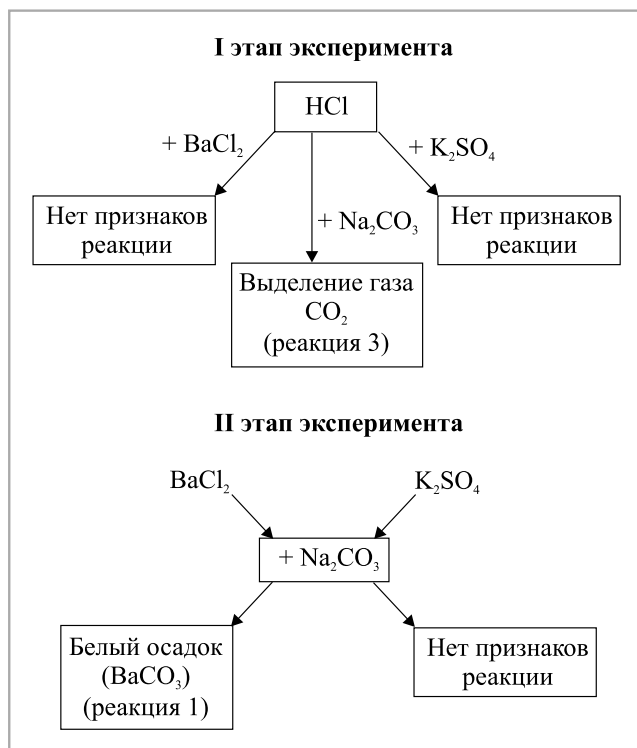 I этап эксперимента
HCl
+ BaCl₂
+ K₂SO₄
+ Na₂CO₃
Нет признаков
реакции
Нет признаков
реакции
Выделение газа
CO₂
(реакция 3)
II этап эксперимента
BaCl₂
K₂SO₄
+ Na₂CO₃
Белый осадок
(BaCO₃)
(реакция 1)
Нет признаков
реакции